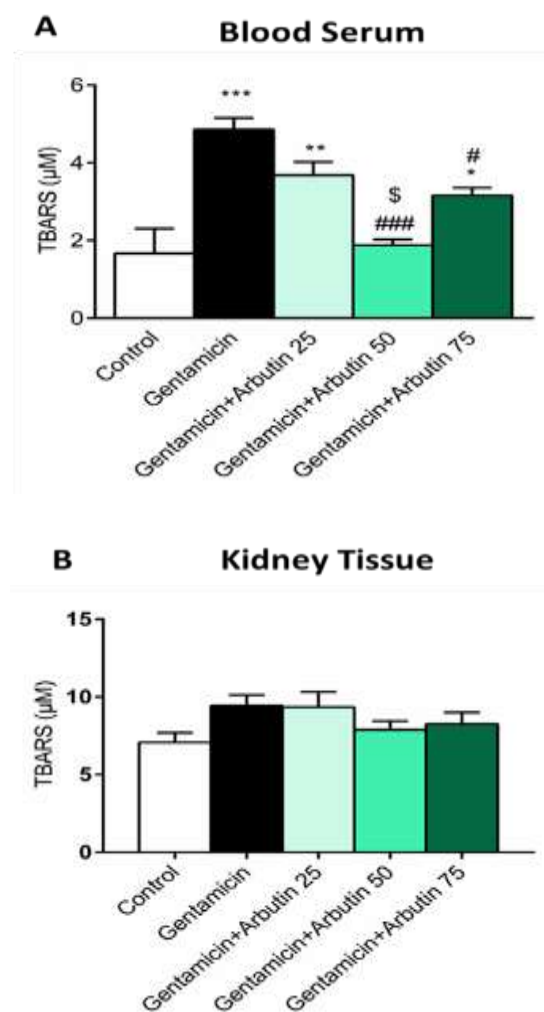 A
Blood Serum
TBARS (µM)
6
4
2
0
***
**
$
###
#
*
Control
Gentamicin
Gentamicin+Arbutin 25
Gentamicin+Arbutin 50
Gentamicin+Arbutin 75
B
Kidney Tissue
TBARS (µM)
15
10
5
0
Control
Gentamicin
Gentamicin+Arbutin 25
Gentamicin+Arbutin 50
Gentamicin+Arbutin 75